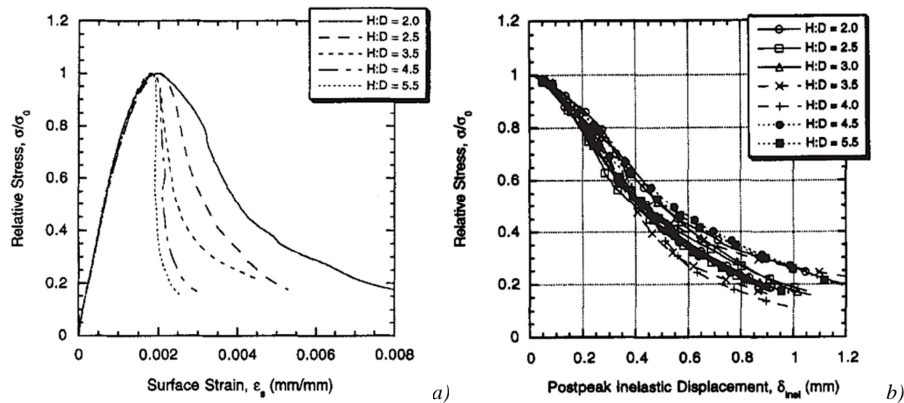 1.2
1
0.8
0.6
0.4
0.2
0
Relative Stress, σ/σ₀
H:D = 2.0
H:D = 2.5
H:D = 3.5
H:D = 4.5
H:D = 5.5
0
0.002
0.004
0.006
0.008
Surface Strain, εₛ (mm/mm)
a)
1.2
1
0.8
0.6
0.4
0.2
0
Relative Stress, σ/σ₀
H:D = 2.0
H:D = 2.5
H:D = 3.0
H:D = 3.5
H:D = 4.0
H:D = 4.5
H:D = 5.5
0
0.2
0.4
0.6
0.8
1
1.2
Postpeak Inelastic Displacement, δinel (mm)
b)